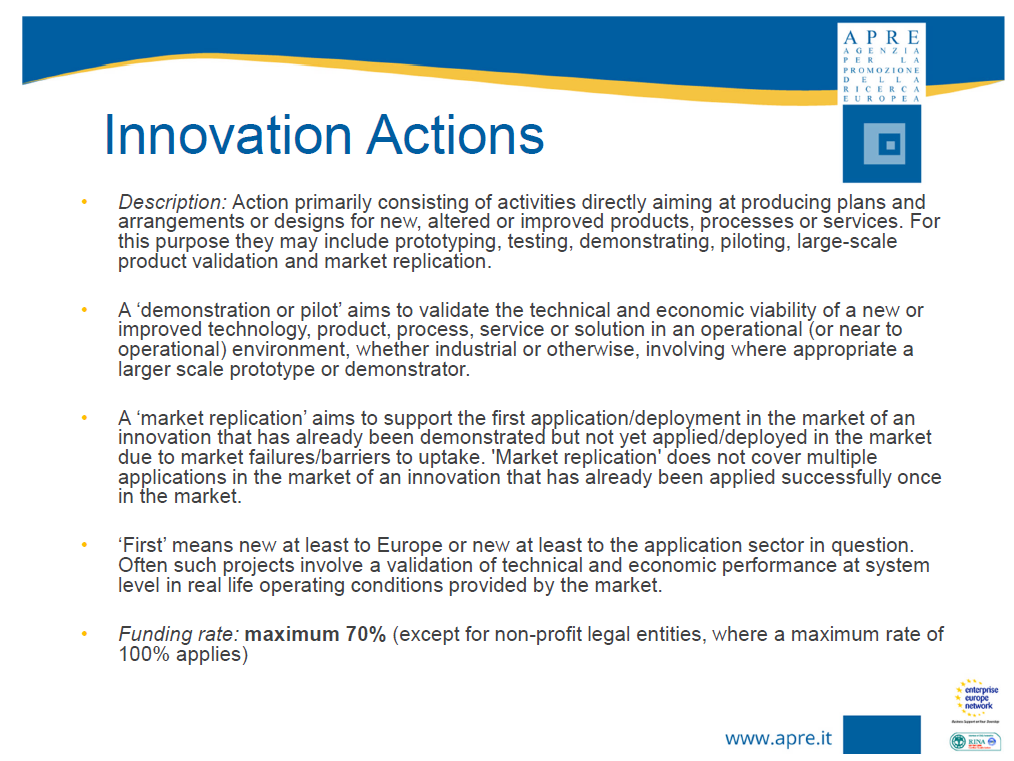 A P R E
A G E N Z I A
P E R L A
PROMOZIONE
D E L L A
R I C E R C A
E U R O P E A
Innovation Actions
• Description: Action primarily consisting of activities directly aiming at producing plans and
arrangements or designs for new, altered or improved products, processes or services. For
this purpose they may include prototyping, testing, demonstrating, piloting, large-scale
product validation and market replication.
• A ‘demonstration or pilot’ aims to validate the technical and economic viability of a new or
improved technology, product, process, service or solution in an operational (or near to
operational) environment, whether industrial or otherwise, involving where appropriate a
larger scale prototype or demonstrator.
• A ‘market replication’ aims to support the first application/deployment in the market of an
innovation that has already been demonstrated but not yet applied/deployed in the market
due to market failures/barriers to uptake. 'Market replication' does not cover multiple
applications in the market of an innovation that has already been applied successfully once
in the market.
• ‘First’ means new at least to Europe or new at least to the application sector in question.
Often such projects involve a validation of technical and economic performance at system
level in real life operating conditions provided by the market.
• Funding rate: maximum 70% (except for non-profit legal entities, where a maximum rate of
100% applies)
enterprise
europe
network
Business Support on Your Doorstep
www.apre.it
RINA